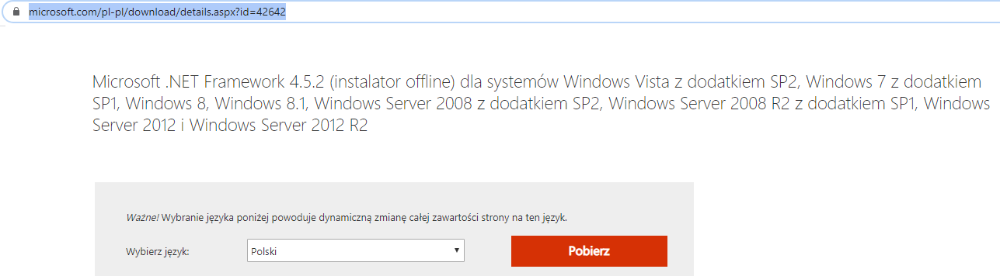 microsoft.com/pl-pl/download/details.aspx?id=42642
Microsoft .NET Framework 4.5.2 (instalator offline) dla systemów Windows Vista z dodatkiem SP2, Windows 7 z dodatkiem
SP1, Windows 8, Windows 8.1, Windows Server 2008 z dodatkiem SP2, Windows Server 2008 R2 z dodatkiem SP1, Windows
Server 2012 i Windows Server 2012 R2
Ważne! Wybranie języka poniżej powoduje dynamiczną zmianę całej zawartości strony na ten język.
Wybierz język: Polski Pobierz